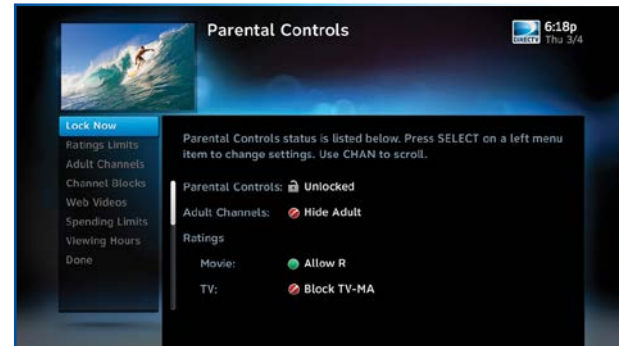 Parental Controls
DIRECTV
6:18p
Thu 3/4
Lock Now
Ratings Limits
Adult Channels
Channel Blocks
Web Videos
Spending Limits
Viewing Hours
Done
Parental Controls status is listed below. Press SELECT on a left menu
item to change settings. Use CHAN to scroll.
Parental Controls: Unlocked
Adult Channels: Hide Adult
Ratings
Movie: Allow R
TV: Block TV-MA